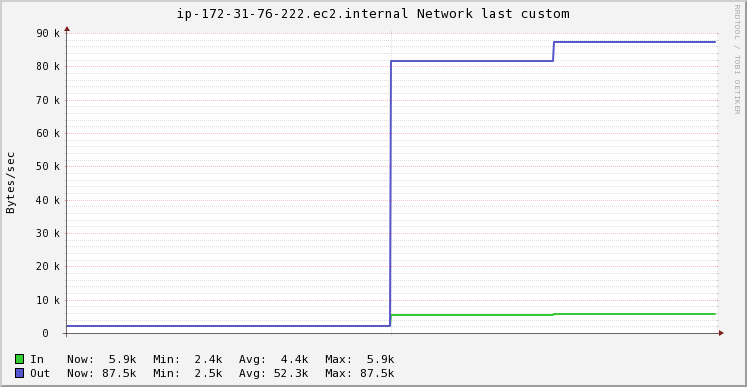 ip-172-31-76-222.ec2.internal Network last custom
RRDTOOL / TOBI OETIKER
Bytes/sec
90 k
80 k
70 k
60 k
50 k
40 k
30 k
20 k
10 k
0
In Now: 5.9k Min: 2.4k Avg: 4.4k Max: 5.9k
Out Now: 87.5k Min: 2.5k Avg: 52.3k Max: 87.5k